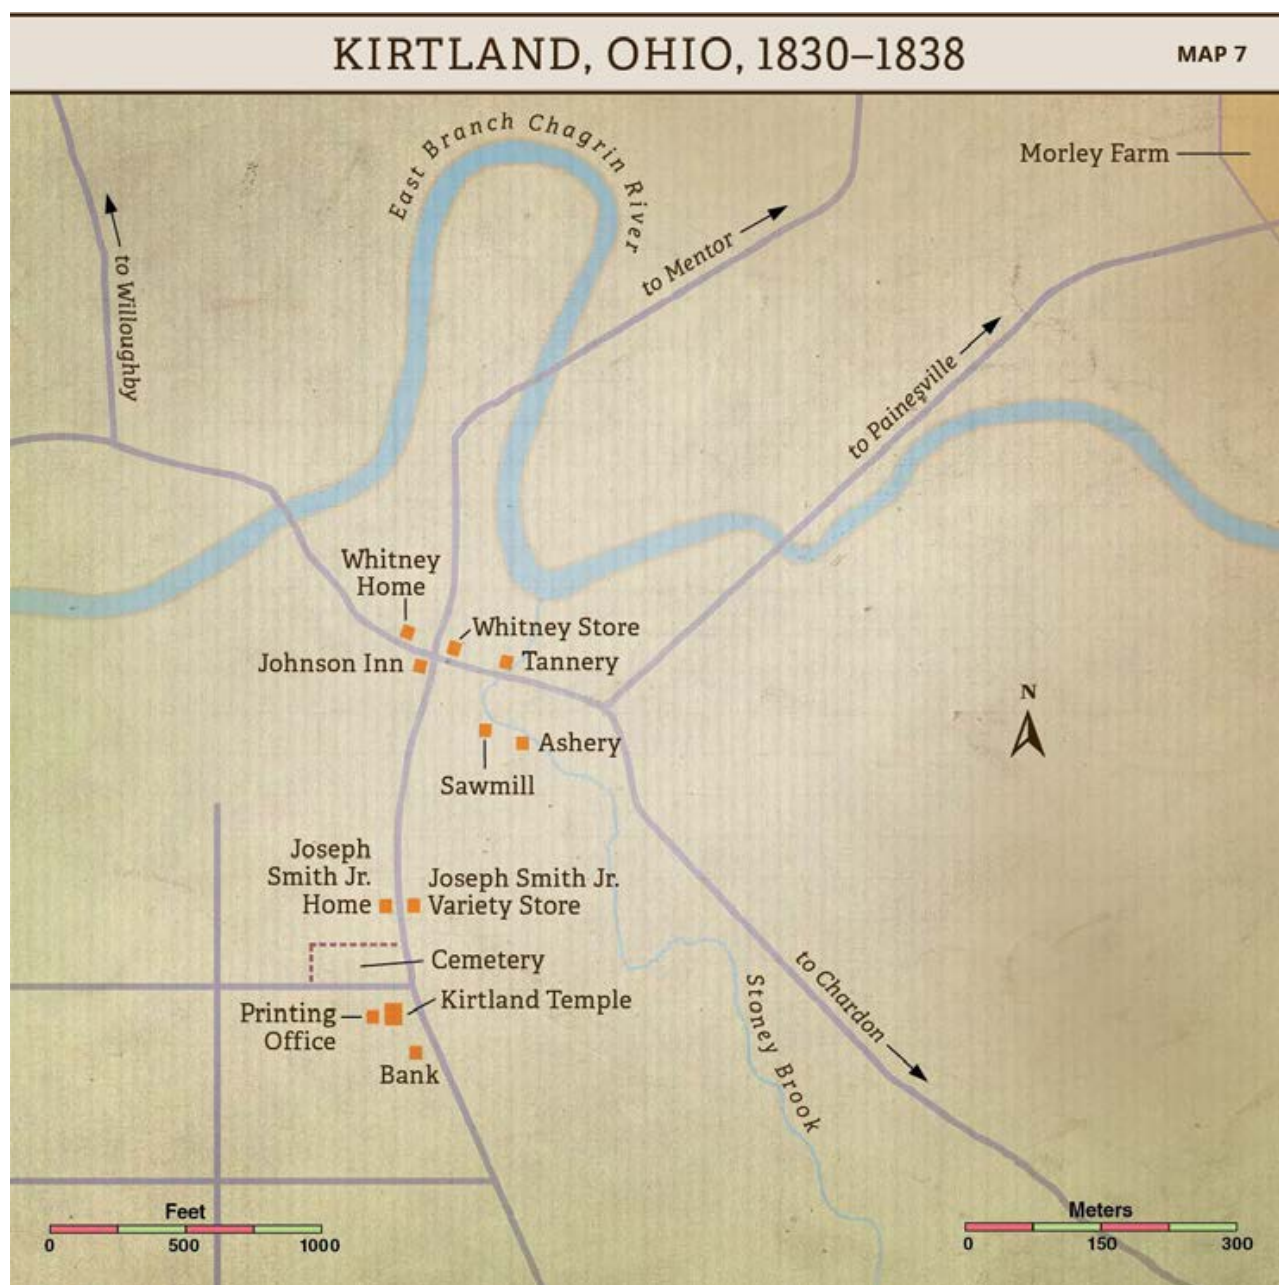 KIRTLAND, OHIO, 1830–1838
MAP 7
East Branch Chagrin River
Morley Farm
to Mentor
to Willoughby
to Painesville
Whitney
Home
Whitney Store
Johnson Inn
Tannery
N
Ashery
Sawmill
Joseph
Smith Jr.
Home
Joseph Smith Jr.
Variety Store
Cemetery
to Chardon
Stoney Brook
Kirtland Temple
Printing
Office
Bank
Feet
0 500 1000
Meters
0 150 300